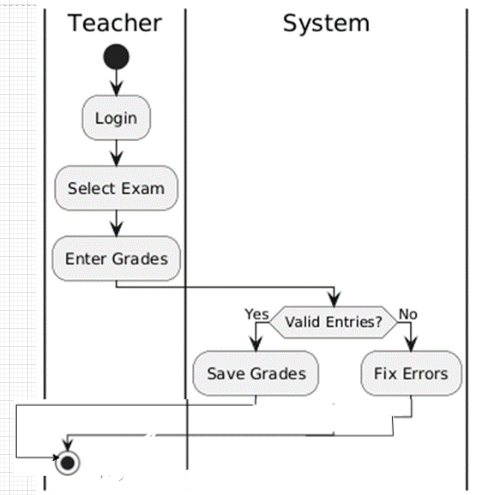 Teacher
System
Login
Select Exam
Enter Grades
Yes
Valid Entries?
No
Save Grades
Fix Errors